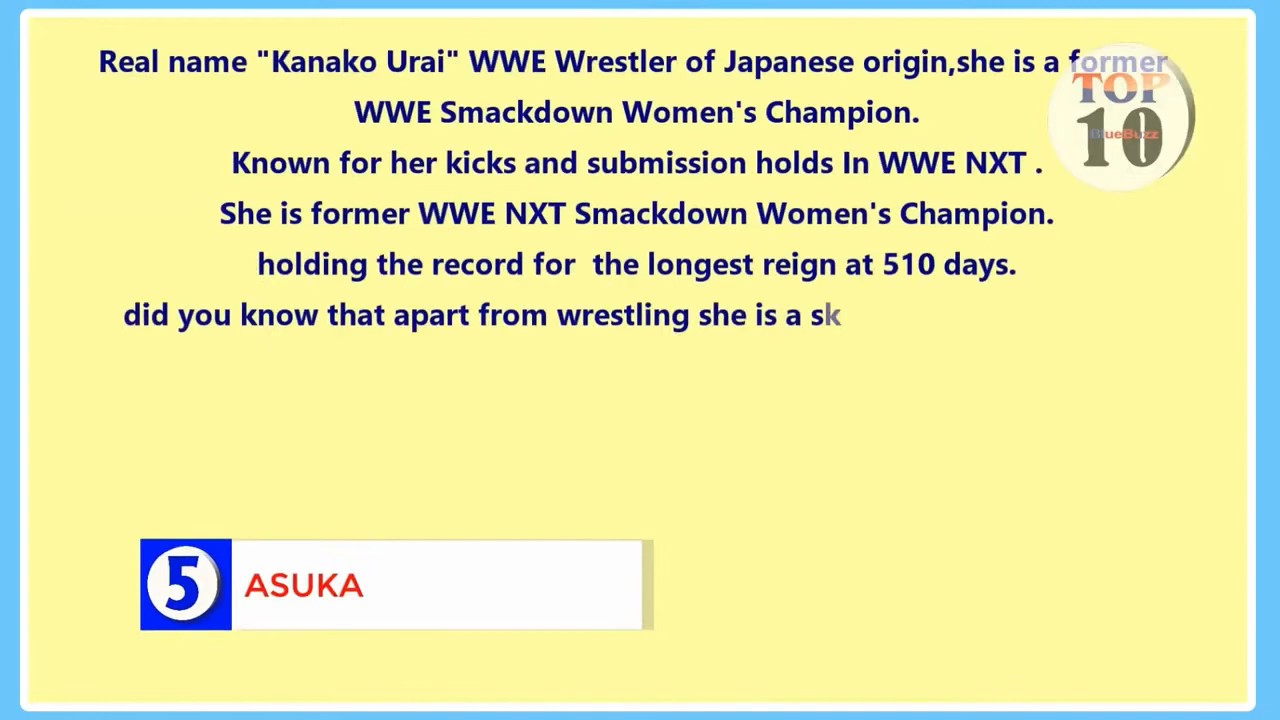 Real name "Kanako Urai" WWE Wrestler of Japanese origin,she is a former
WWE Smackdown Women's Champion.
Known for her kicks and submission holds In WWE NXT .
She is former WWE NXT Smackdown Women's Champion.
holding the record for  the longest reign at 510 days.
did you know that apart from wrestling she is a sk
TOP
10
BlueBuzz
5
ASUKA